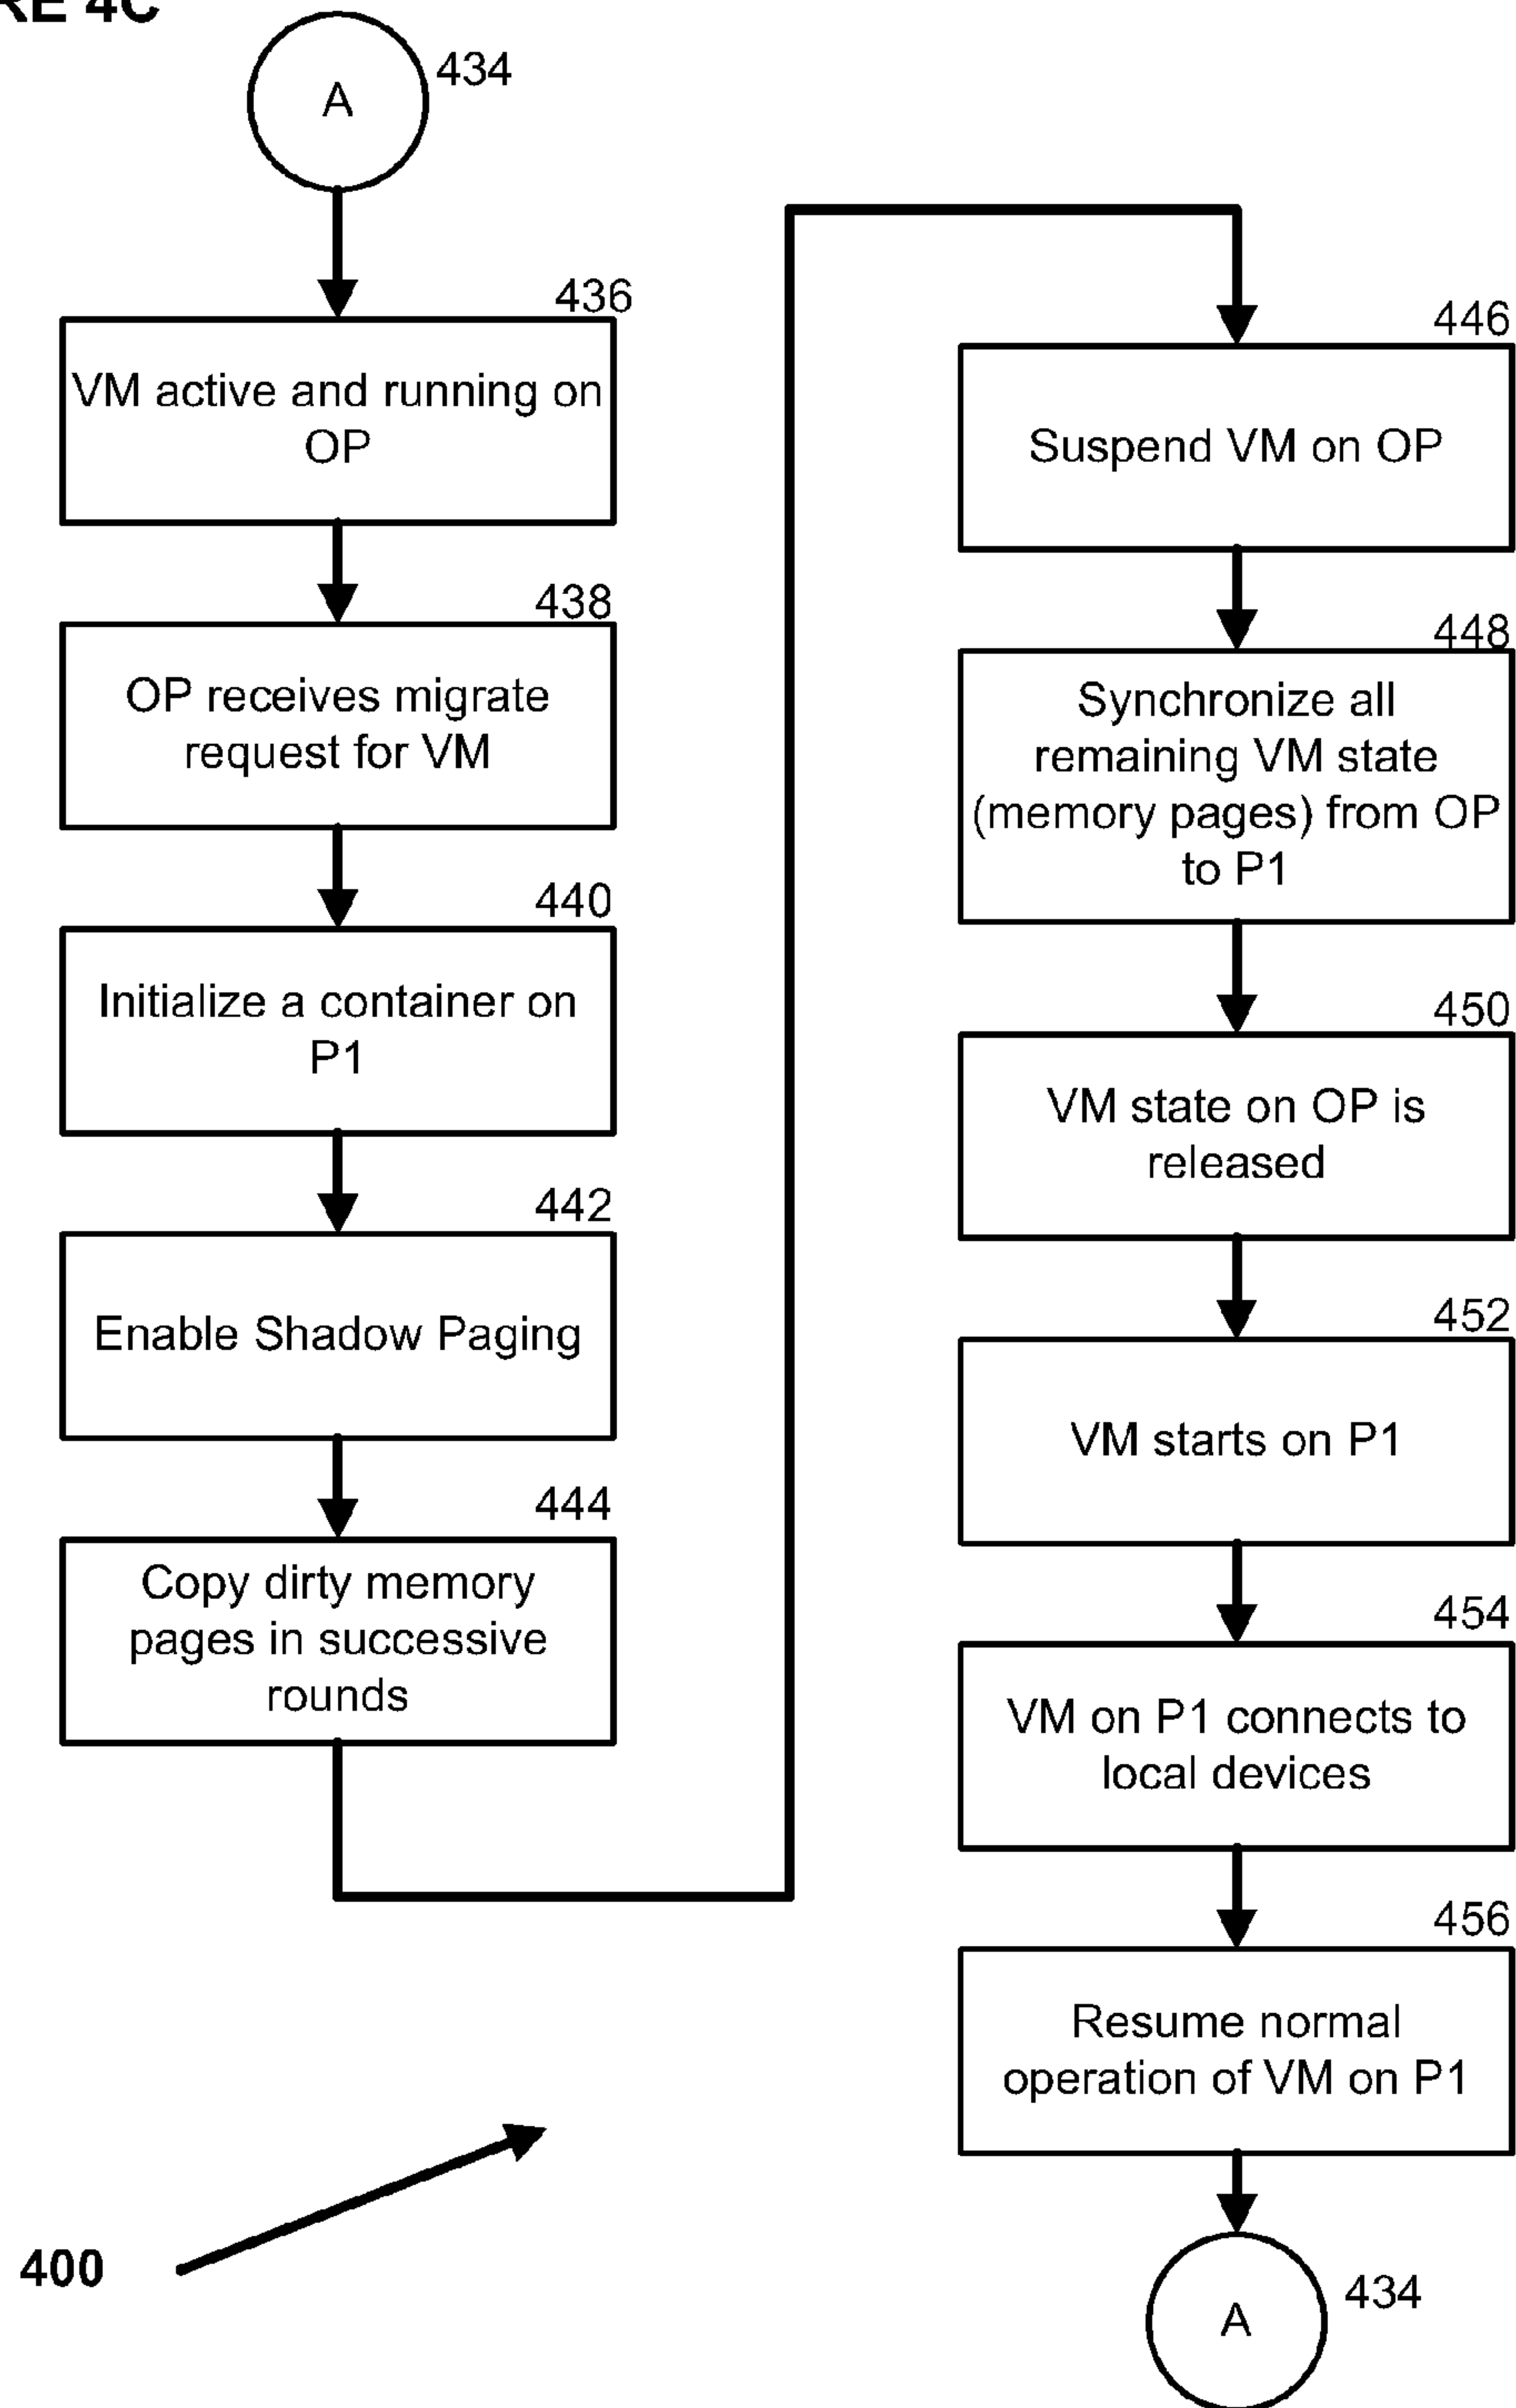 RE 4C
A
434
436
VM active and running on
OP
438
OP receives migrate
request for VM
440
Initialize a container on
P1
442
Enable Shadow Paging
444
Copy dirty memory
pages in successive
rounds
446
Suspend VM on OP
448
Synchronize all
remaining VM state
(memory pages) from OP
to P1
450
VM state on OP is
released
452
VM starts on P1
454
VM on P1 connects to
local devices
456
Resume normal
operation of VM on P1
A
434
400